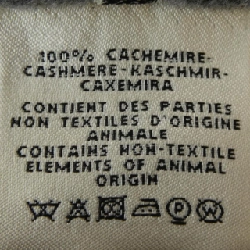 100% CACHEMIRE-
CASHMERE-KASCHMIR-
CAXEMIRA
CONTIENT DES PARTIES
NON TEXTILES D'ORIGINE
ANIMALE
CONTAINS NON-TEXTILE
ELEMENTS OF ANIMAL
ORIGIN
P W